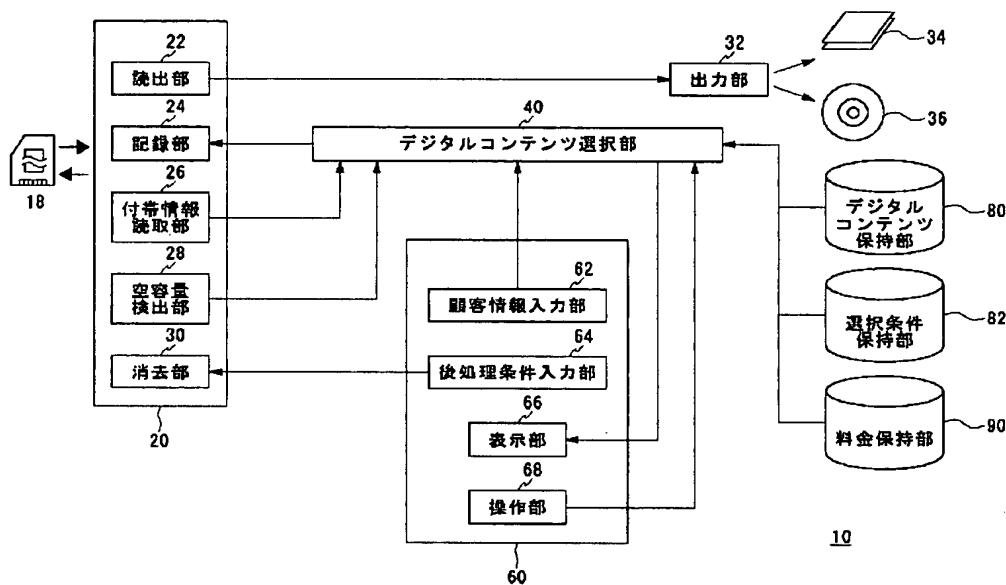 22
読出部
24
記録部
26
付帯情報
読取部
28
空容量
検出部
30
消去部
20
18
32
出力部
34
36
40
デジタルコンテンツ選択部
62
顧客情報入力部
64
後処理条件入力部
66
表示部
68
操作部
60
デジタル
コンテンツ
保持部
80
選択条件
保持部
82
料金保持部
90
10